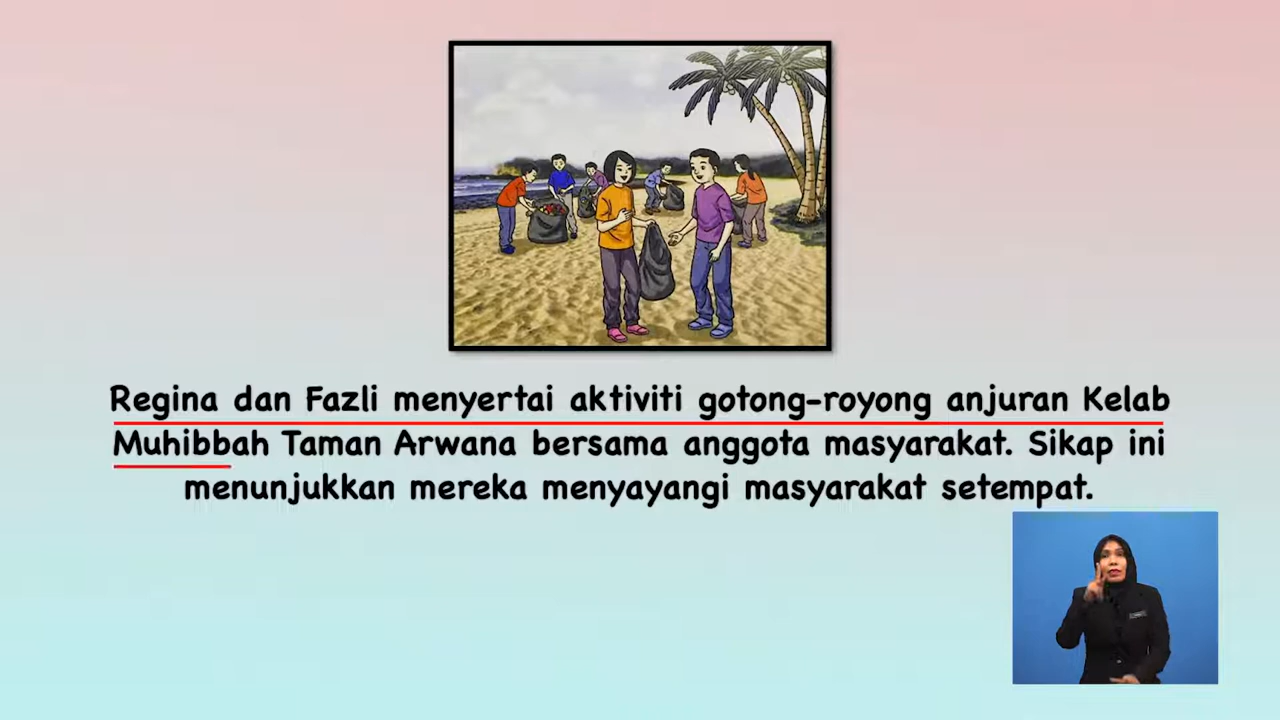 Regina dan Fazli menyertai aktiviti gotong-royong anjuran Kelab
Muhibbah Taman Arwana bersama anggota masyarakat. Sikap ini
menunjukkan mereka menyayangi masyarakat setempat.